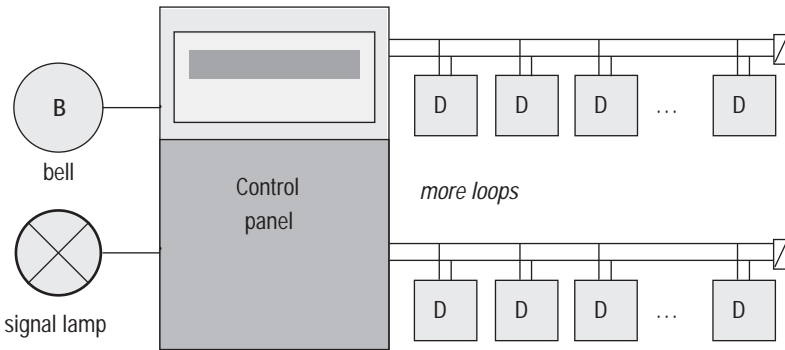 B
bell
signal lamp
Control
panel
D D D … D
more loops
D D D … D